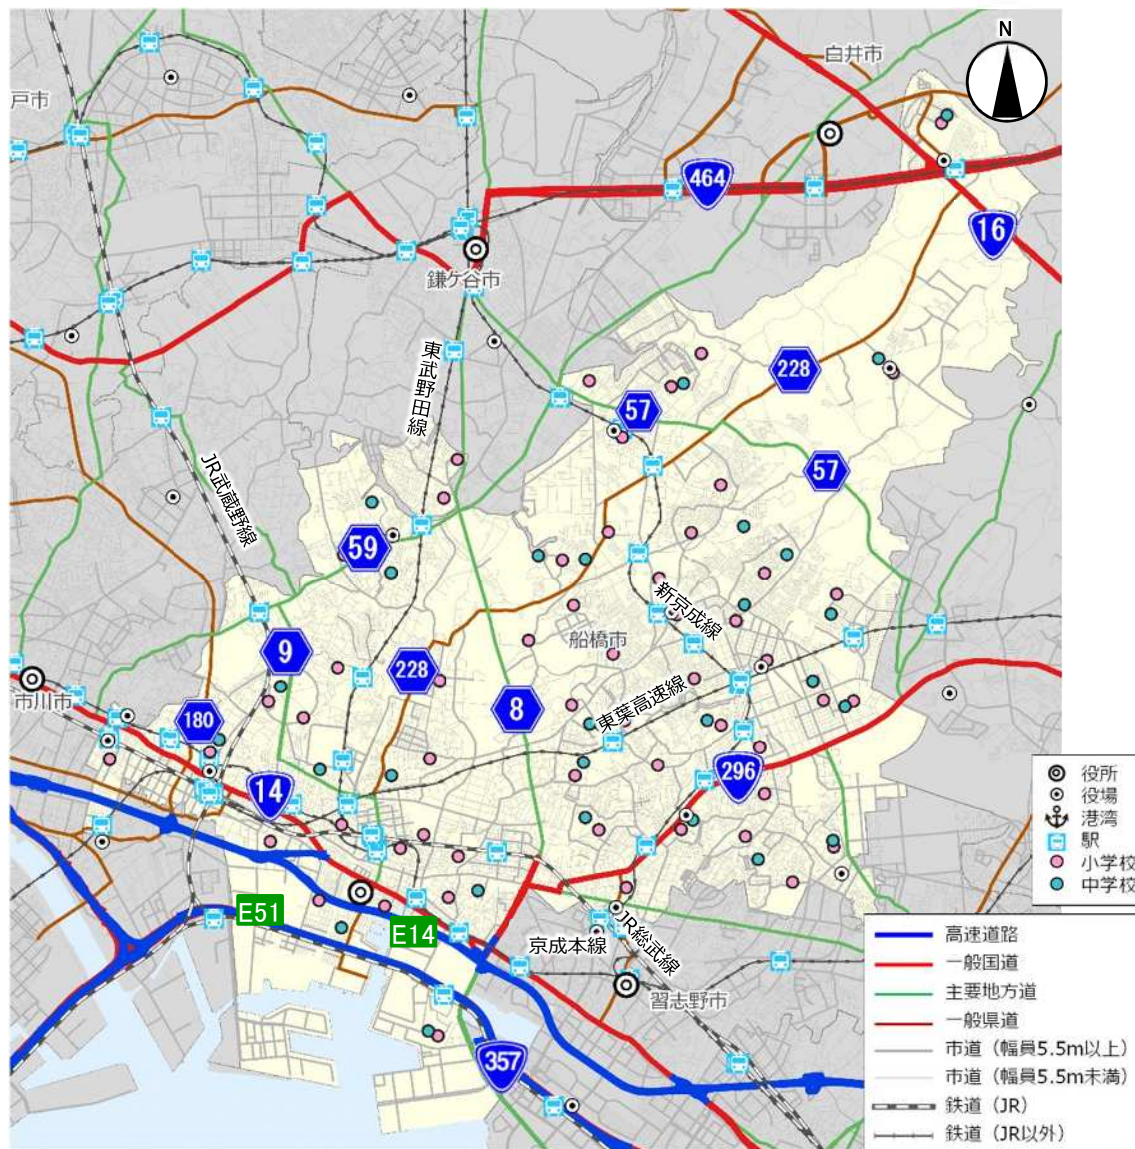 N
白井市
戸市
464
16
鎌ケ谷市
東武野田線
228
57
57
JR武蔵野線
59
新京成線
船橋市
9
228
8
東葉高速線
市川市
180
14
296
E51
E14
京成本線
JR総武線
習志野市
357
役所
役場
港湾
駅
小学校
中学校
高速道路
一般国道
主要地方道
一般県道
市道（幅員5.5m以上）
市道（幅員5.5m未満）
鉄道（JR）
鉄道（JR以外）